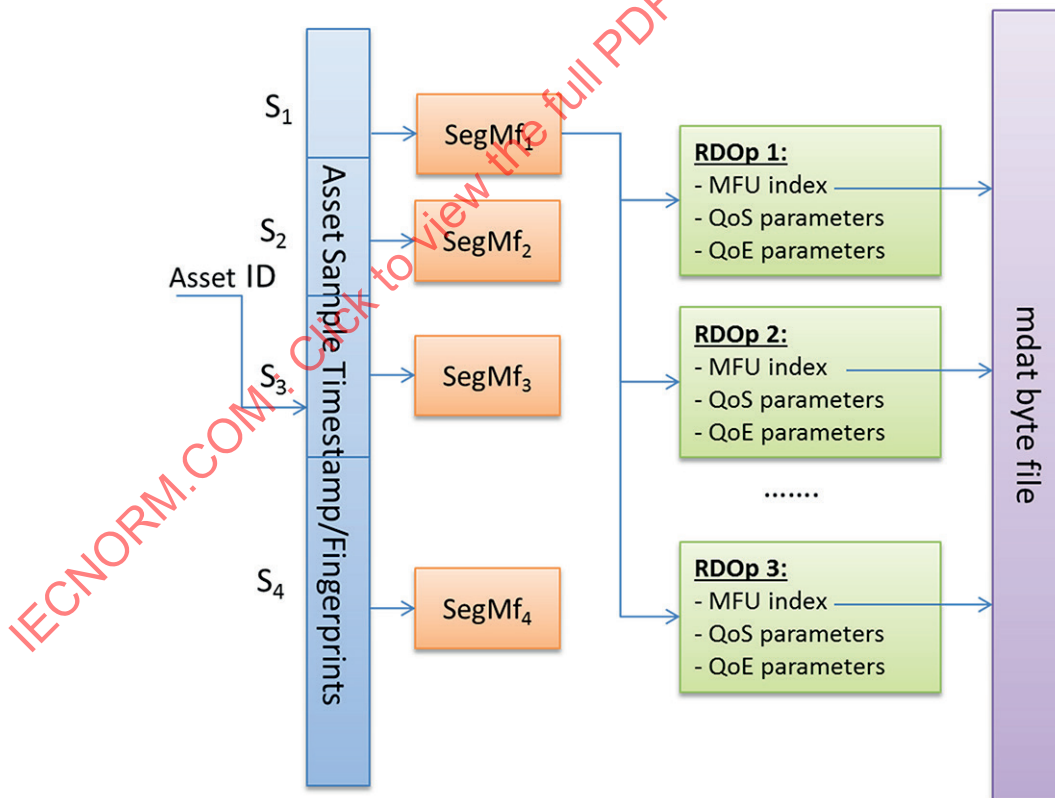 S₁
S₂
Asset ID
S₃
S₄
Asset Sample Timestamp/Fingerprints
SegMf₁
SegMf₂
SegMf₃
SegMf₄
RDOp 1:
- MFU index
- QoS parameters
- QoE parameters
RDOp 2:
- MFU index
- QoS parameters
- QoE parameters
.......
RDOp 3:
- MFU index
- QoS parameters
- QoE parameters
mdat byte file
IECNORM.COM : Click to view the full PDF